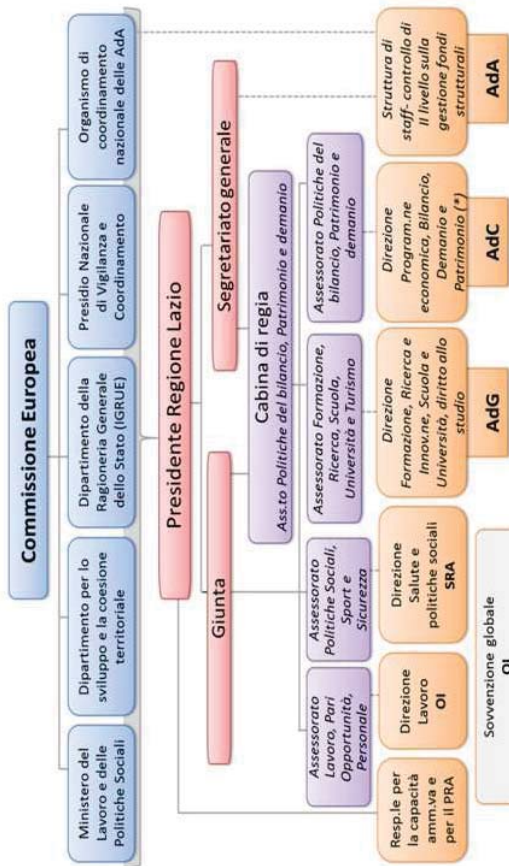 Commissione Europea
Ministero del
Lavoro e delle
Politiche Sociali
Dipartimento per lo
sviluppo e la coesione
territoriale
Dipartimento della
Ragioneria Generale
dello Stato (IGRUE)
Presidio Nazionale
di Vigilanza e
Coordinamento
Organismo di
coordinamento
nazionale delle AdA
Presidente Regione Lazio
Giunta
Segretariato generale
Cabina di regia
Ass.to Politiche del bilancio, Patrimonio e demanio
Assessorato
Lavoro, Pari
Opportunità,
Personale
Assessorato
Politiche Sociali,
Sport e
Sicurezza
Assessorato Formazione,
Ricerca, Scuola,
Università e Turismo
Assessorato Politiche del
bilancio, Patrimonio e
demanio
Resp.le per
la capacità
amm.va e
per il PRA
Direzione
Lavoro
OI
Direzione
Salute e
politiche sociali
SRA
Direzione
Formazione, Ricerca e
Innov.ne, Scuola e
Università, diritto allo
studio
Direzione
Program.ne
economica, Bilancio,
Demanio e
Patrimonio (*)
Struttura di
staff- controllo di
II livello sulla
gestione fondi
strutturali
AdG
AdC
AdA
Sovvenzione globale
OI